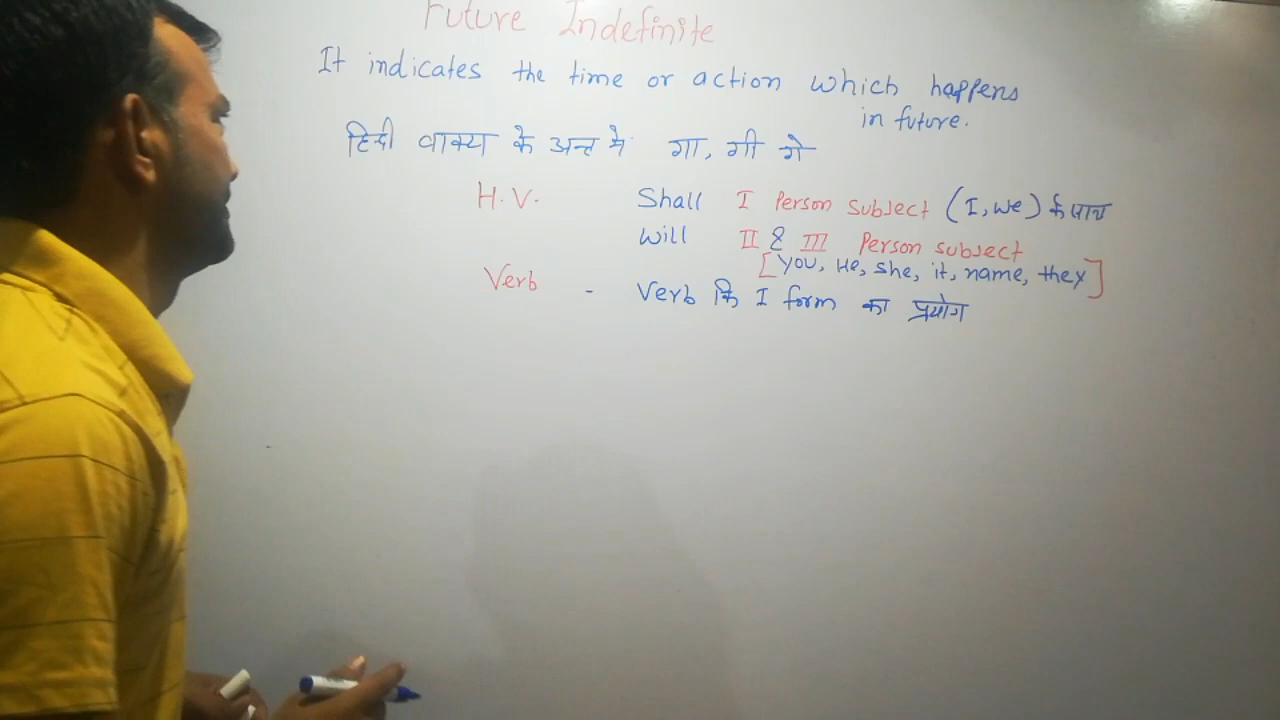 Future Indefinite
It indicates the time or action which happens
in future.
हिन्दी वाक्य के अन्त मे गा, गी गे
H.V. Shall I Person Subject (I, we) के साथ
Will II & III Person subject
[you, He, she, it, name, they]
Verb - Verb कि I form का प्रयोग